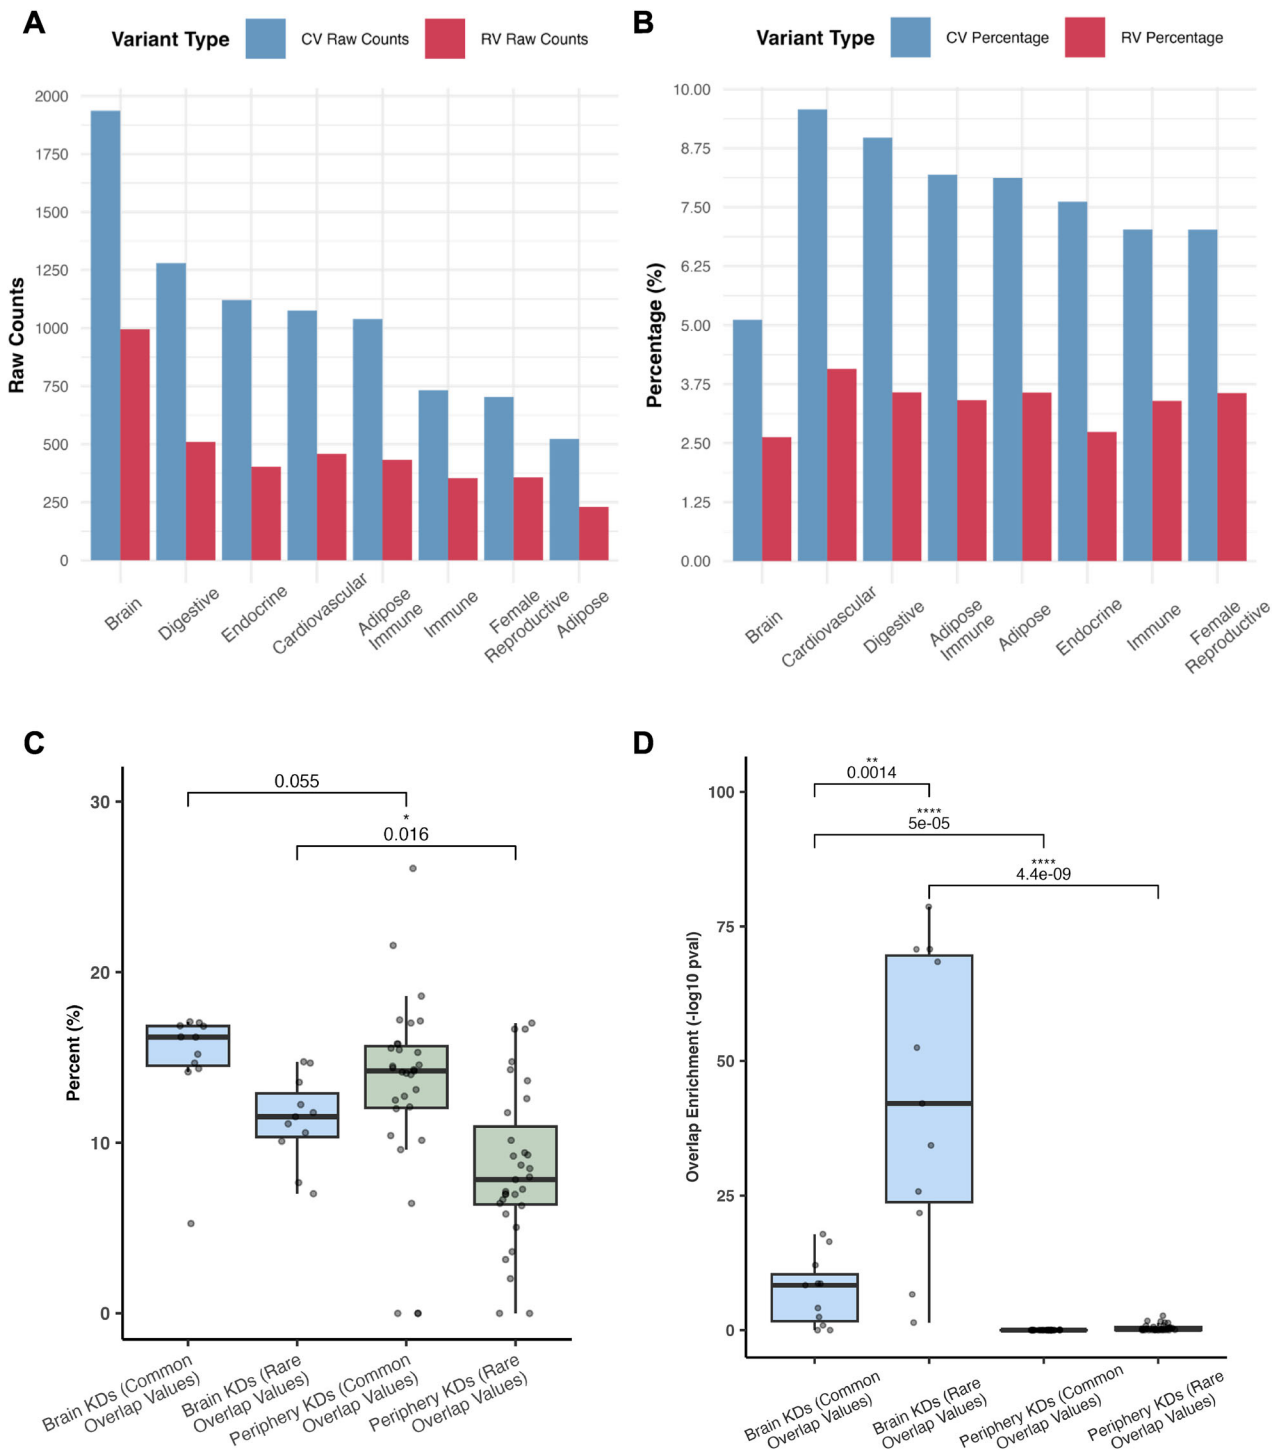 A
Variant Type
CV Raw Counts
RV Raw Counts
Raw Counts
2000
1750
1500
1250
1000
750
500
250
0
Brain
Digestive
Endocrine
Cardiovascular
Adipose
Immune
Immune
Female
Reproductive
Adipose
B
Variant Type
CV Percentage
RV Percentage
Percentage (%)
10.00
8.75
7.50
6.25
5.00
3.75
2.50
1.25
0.00
Brain
Cardiovascular
Digestive
Adipose
Immune
Adipose
Endocrine
Immune
Female
Reproductive
C
Percent (%)
30
20
10
0
0.055
*
0.016
Brain KDs (Common
Overlap Values)
Brain KDs (Rare
Overlap Values)
Periphery KDs (Common
Overlap Values)
Periphery KDs (Rare
Overlap Values)
D
Overlap Enrichment (-log10 pval)
100
75
50
25
0
**
0.0014
****
5e-05
****
4.4e-09
Brain KDs (Common
Overlap Values)
Brain KDs (Rare
Overlap Values)
Periphery KDs (Common
Overlap Values)
Periphery KDs (Rare
Overlap Values)